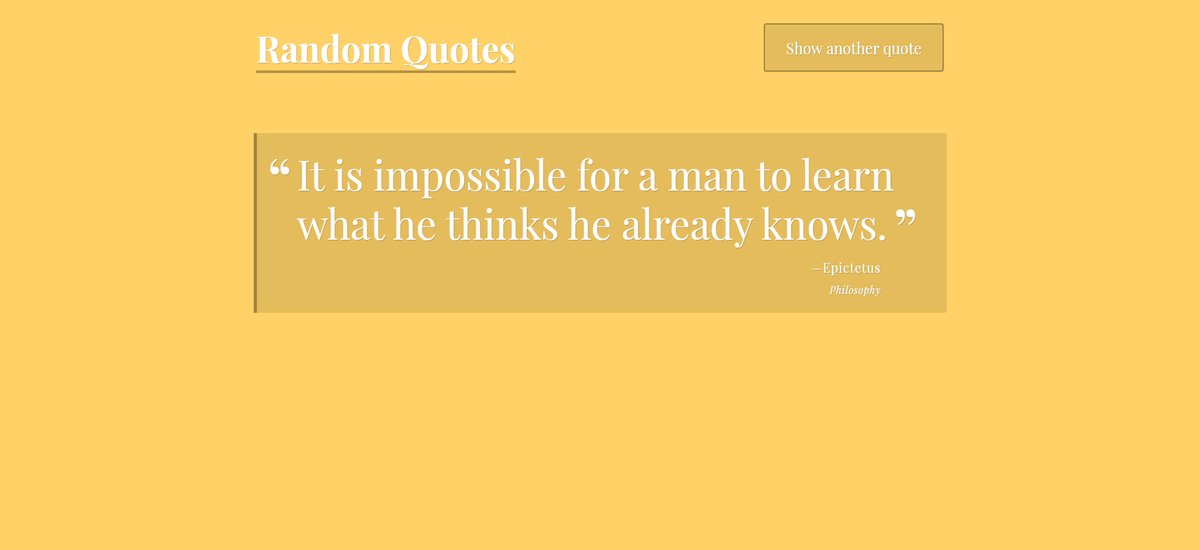 Random Quotes
Show another quote
“ It is impossible for a man to learn
what he thinks he already knows. ”
—Epictetus
Philosophy